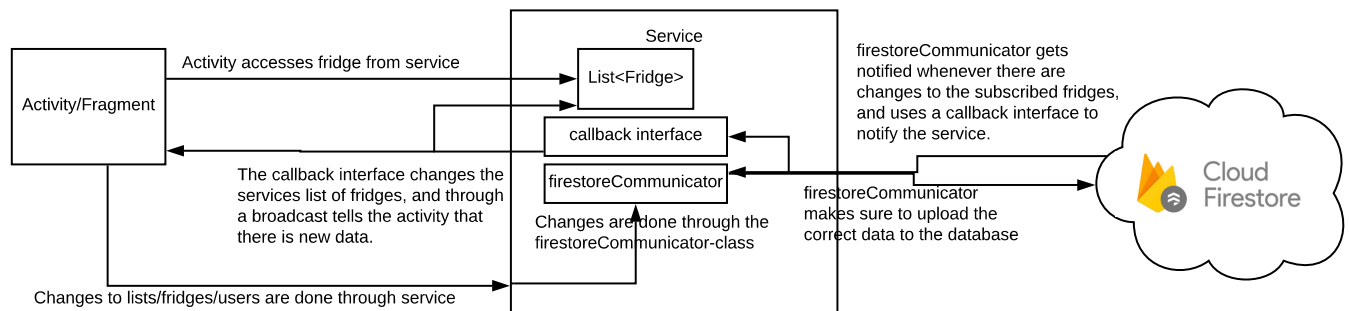 Service
Activity accesses fridge from service
List<Fridge>
Activity/Fragment
callback interface
firestoreCommunicator
firestoreCommunicator gets
notified whenever there are
changes to the subscribed fridges,
and uses a callback interface to
notify the service.
Cloud
Firestore
The callback interface changes the
services list of fridges, and through
a broadcast tells the activity that
there is new data.
Changes are done through the
firestoreCommunicator-class
firestoreCommunicator
makes sure to upload the
correct data to the database
Changes to lists/fridges/users are done through service